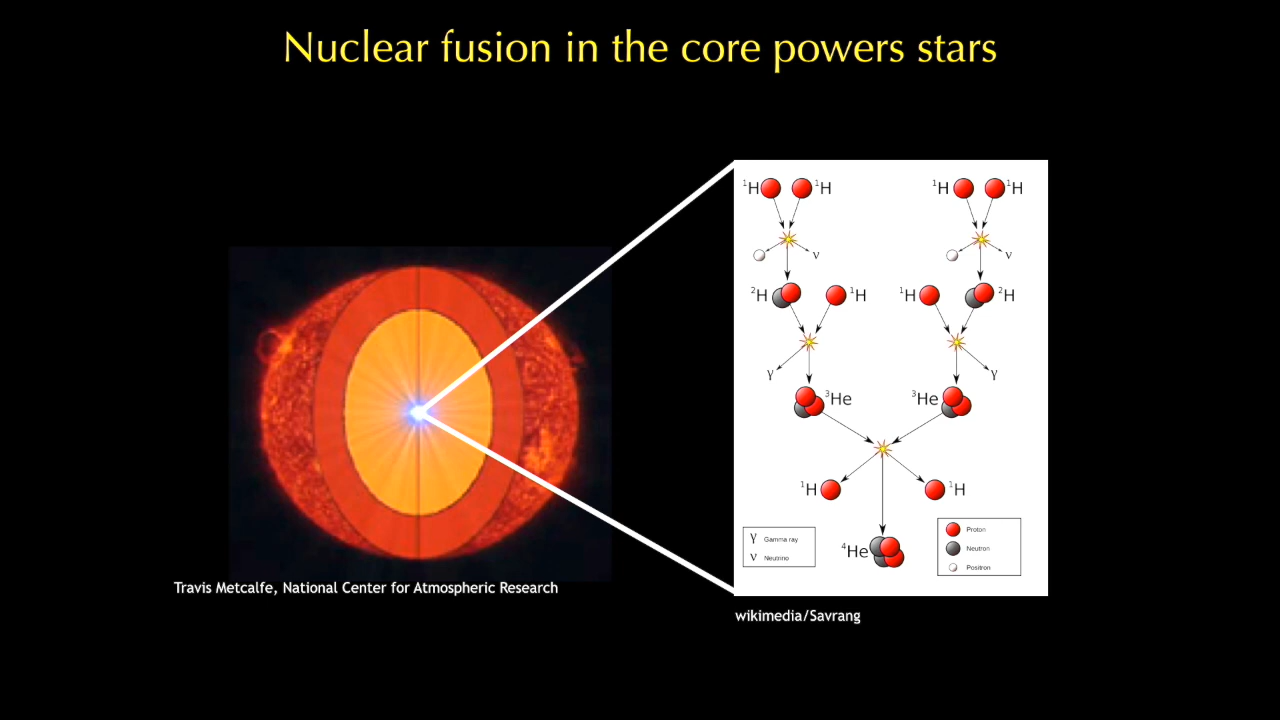 Nuclear fusion in the core powers stars
¹H ¹H ¹H ¹H
ν ν
²H ¹H ¹H ²H
γ γ
³He ³He
¹H ¹H
⁴He
γ Gamma ray
ν Neutrino
Proton
Neutron
Positron
Travis Metcalfe, National Center for Atmospheric Research
wikimedia/Savrang